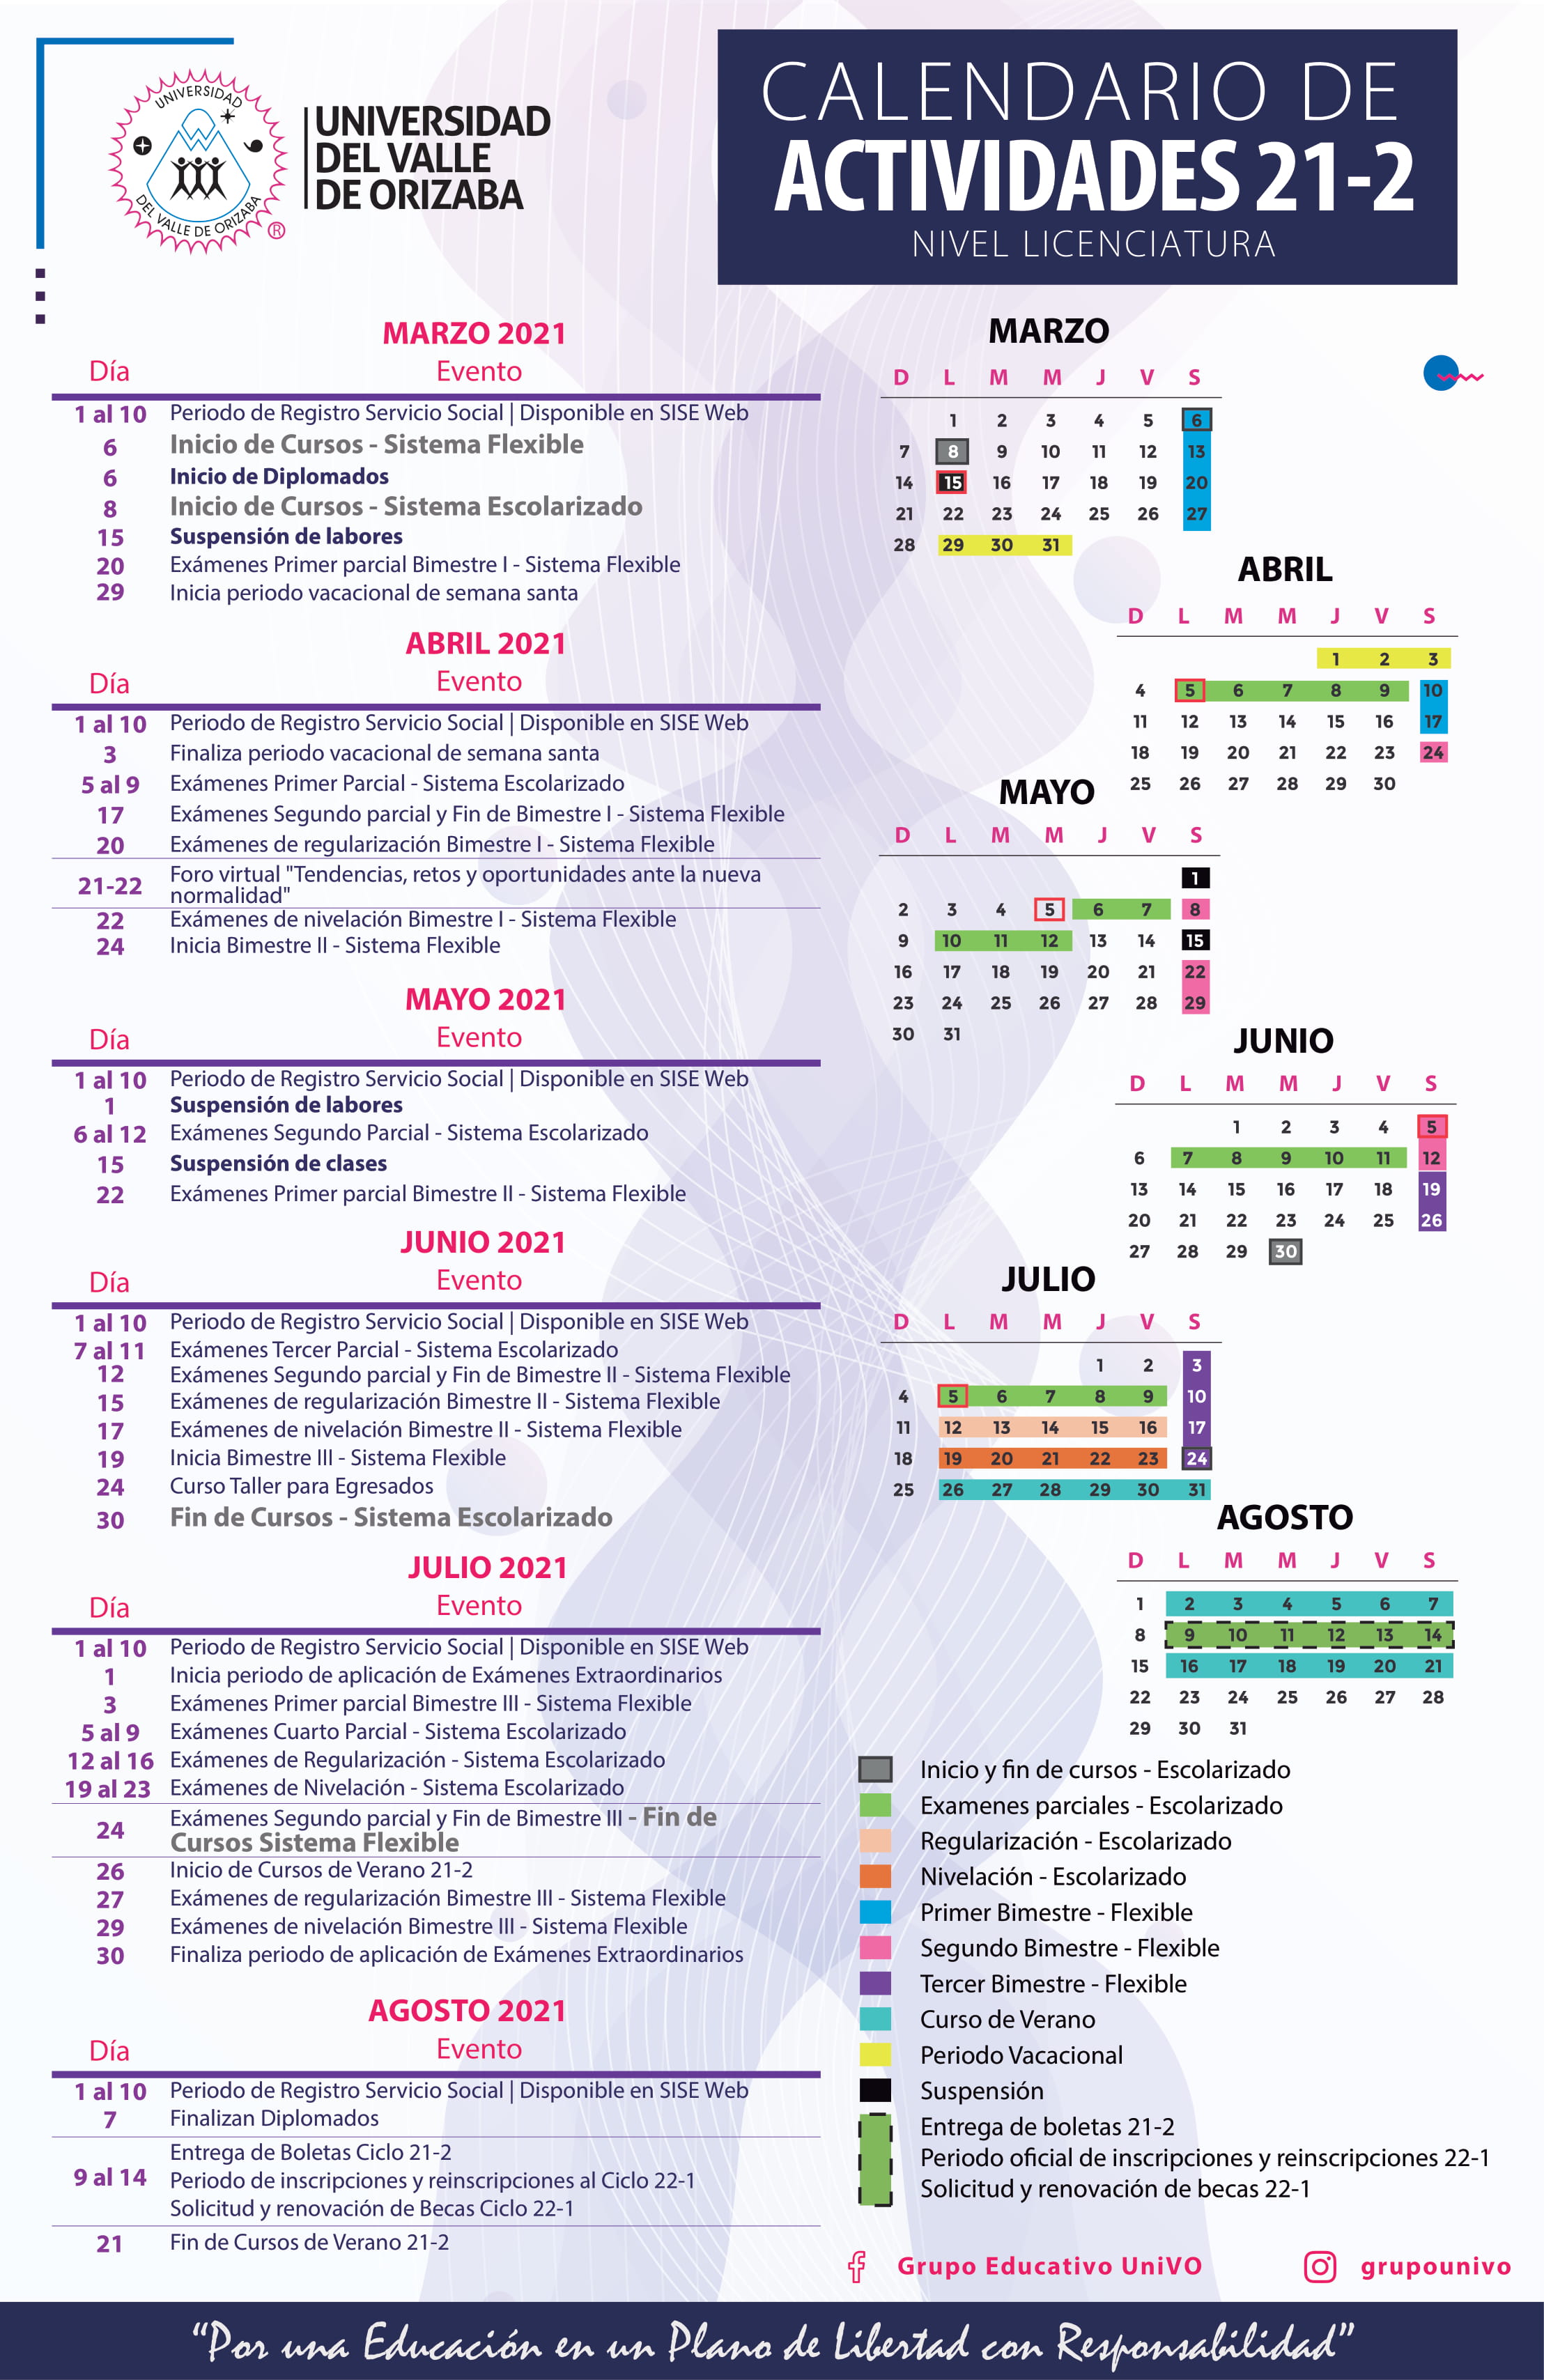 UNIVERSIDAD
DEL VALLE DE ORIZABA
®
UNIVERSIDAD
DEL VALLE
DE ORIZABA
CALENDARIO DE
ACTIVIDADES 21-2
NIVEL LICENCIATURA
MARZO 2021
Día Evento
1 al 10 Periodo de Registro Servicio Social | Disponible en SISE Web
6 Inicio de Cursos - Sistema Flexible
6 Inicio de Diplomados
8 Inicio de Cursos - Sistema Escolarizado
15 Suspensión de labores
20 Exámenes Primer parcial Bimestre I - Sistema Flexible
29 Inicia periodo vacacional de semana santa
ABRIL 2021
Día Evento
1 al 10 Periodo de Registro Servicio Social | Disponible en SISE Web
3 Finaliza periodo vacacional de semana santa
5 al 9 Exámenes Primer Parcial - Sistema Escolarizado
17 Exámenes Segundo parcial y Fin de Bimestre I - Sistema Flexible
20 Exámenes de regularización Bimestre I - Sistema Flexible
21-22 Foro virtual "Tendencias, retos y oportunidades ante la nueva
normalidad"
22 Exámenes de nivelación Bimestre I - Sistema Flexible
24 Inicia Bimestre II - Sistema Flexible
MAYO 2021
Día Evento
1 al 10 Periodo de Registro Servicio Social | Disponible en SISE Web
1 Suspensión de labores
6 al 12 Exámenes Segundo Parcial - Sistema Escolarizado
15 Suspensión de clases
22 Exámenes Primer parcial Bimestre II - Sistema Flexible
JUNIO 2021
Día Evento
1 al 10 Periodo de Registro Servicio Social | Disponible en SISE Web
7 al 11 Exámenes Tercer Parcial - Sistema Escolarizado
12 Exámenes Segundo parcial y Fin de Bimestre II - Sistema Flexible
15 Exámenes de regularización Bimestre II - Sistema Flexible
17 Exámenes de nivelación Bimestre II - Sistema Flexible
19 Inicia Bimestre III - Sistema Flexible
24 Curso Taller para Egresados
30 Fin de Cursos - Sistema Escolarizado
JULIO 2021
Día Evento
1 al 10 Periodo de Registro Servicio Social | Disponible en SISE Web
1 Inicia periodo de aplicación de Exámenes Extraordinarios
3 Exámenes Primer parcial Bimestre III - Sistema Flexible
5 al 9 Exámenes Cuarto Parcial - Sistema Escolarizado
12 al 16 Exámenes de Regularización - Sistema Escolarizado
19 al 23 Exámenes de Nivelación - Sistema Escolarizado
24 Exámenes Segundo parcial y Fin de Bimestre III - Fin de
Cursos Sistema Flexible
26 Inicio de Cursos de Verano 21-2
27 Exámenes de regularización Bimestre III - Sistema Flexible
29 Exámenes de nivelación Bimestre III - Sistema Flexible
30 Finaliza periodo de aplicación de Exámenes Extraordinarios
AGOSTO 2021
Día Evento
1 al 10 Periodo de Registro Servicio Social | Disponible en SISE Web
7 Finalizan Diplomados
Entrega de Boletas Ciclo 21-2
9 al 14 Periodo de inscripciones y reinscripciones al Ciclo 22-1
Solicitud y renovación de Becas Ciclo 22-1
21 Fin de Cursos de Verano 21-2
MARZO
D L M M J V S
1 2 3 4 5 6
7 8 9 10 11 12 13
14 15 16 17 18 19 20
21 22 23 24 25 26 27
28 29 30 31
ABRIL
D L M M J V S
1 2 3
4 5 6 7 8 9 10
11 12 13 14 15 16 17
18 19 20 21 22 23 24
25 26 27 28 29 30
MAYO
D L M M J V S
1
2 3 4 5 6 7 8
9 10 11 12 13 14 15
16 17 18 19 20 21 22
23 24 25 26 27 28 29
30 31
JUNIO
D L M M J V S
1 2 3 4 5
6 7 8 9 10 11 12
13 14 15 16 17 18 19
20 21 22 23 24 25 26
27 28 29 30
JULIO
D L M M J V S
1 2 3
4 5 6 7 8 9 10
11 12 13 14 15 16 17
18 19 20 21 22 23 24
25 26 27 28 29 30 31
AGOSTO
D L M M J V S
1 2 3 4 5 6 7
8 9 10 11 12 13 14
15 16 17 18 19 20 21
22 23 24 25 26 27 28
29 30 31
Inicio y fin de cursos - Escolarizado
Examenes parciales - Escolarizado
Regularización - Escolarizado
Nivelación - Escolarizado
Primer Bimestre - Flexible
Segundo Bimestre - Flexible
Tercer Bimestre - Flexible
Curso de Verano
Periodo Vacacional
Suspensión
Entrega de boletas 21-2
Periodo oficial de inscripciones y reinscripciones 22-1
Solicitud y renovación de becas 22-1
Grupo Educativo UniVO grupounivo
“Por una Educación en un Plano de Libertad con Responsabilidad”